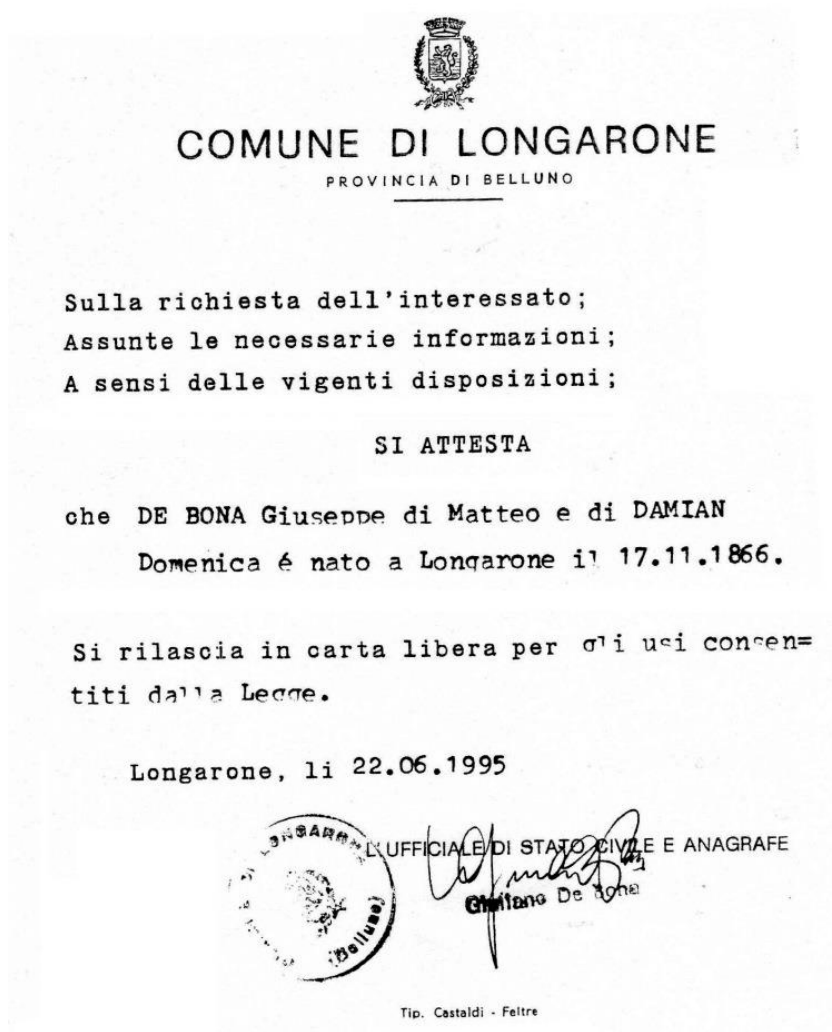 COMUNE DI LONGARONE
PROVINCIA DI BELLUNO
Sulla richiesta dell'interessato;
Assunte le necessarie informazioni;
A sensi delle vigenti disposizioni;
SI ATTESTA
che DE BONA Giuseppe di Matteo e di DAMIAN
Domenica é nato a Longarone il 17.11.1866.
Si rilascia in carta libera per gli usi consen=
titi dalla Legge.
Longarone, li 22.06.1995
L'UFFICIALE DI STATO CIVILE E ANAGRAFE
Giuliano De Bona
DI LONGARONE
(Belluno)
Tip. Castaldi - Feltre